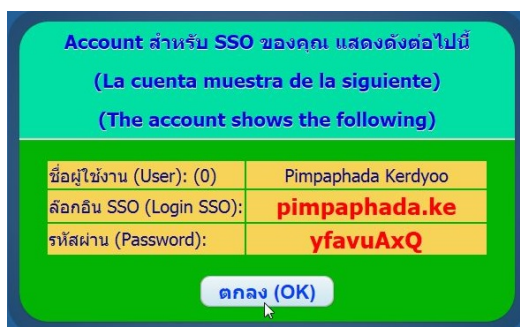 Account สำหรับ SSO ของคุณ แสดงดังต่อไปนี้
(La cuenta muestra de la siguiente)
(The account shows the following)
ชื่อผู้ใช้งาน (User): (0) Pimpaphada Kerdyoo
ล๊อกอิน SSO (Login SSO): pimpaphada.ke
รหัสผ่าน (Password): yfavuAxQ
ตกลง (OK)